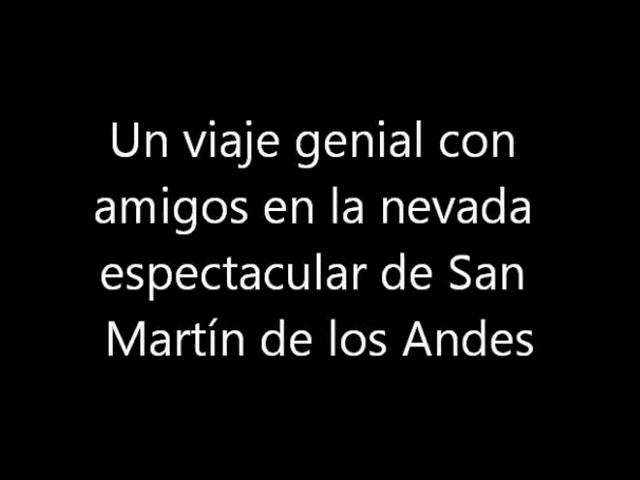 Un viaje genial con
amigos en la nevada
espectacular de San
Martín de los Andes